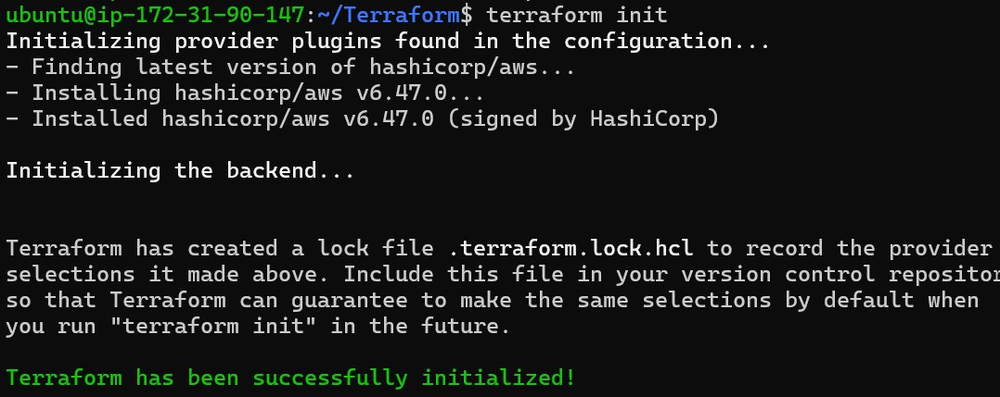 ubuntu@ip-172-31-90-147:~/Terraform$ terraform init
Initializing provider plugins found in the configuration...
- Finding latest version of hashicorp/aws...
- Installing hashicorp/aws v6.47.0...
- Installed hashicorp/aws v6.47.0 (signed by HashiCorp)
Initializing the backend...
Terraform has created a lock file .terraform.lock.hcl to record the provider
selections it made above. Include this file in your version control repositor
so that Terraform can guarantee to make the same selections by default when
you run "terraform init" in the future.
Terraform has been successfully initialized!